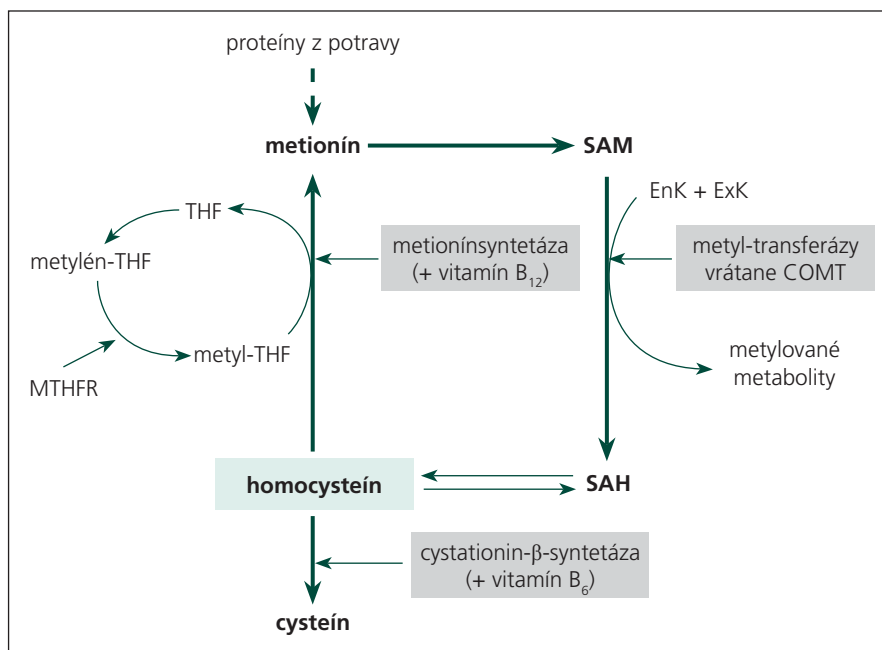 proteíny z potravy
metionín
SAM
EnK + ExK
THF
metionínsyntetáza
(+ vitamín B₁₂)
metyl-transferázy
vrátane COMT
metylén-THF
metyl-THF
MTHFR
metylované
metabolity
homocysteín
SAH
cystationin-β-syntetáza
(+ vitamín B₆)
cysteín